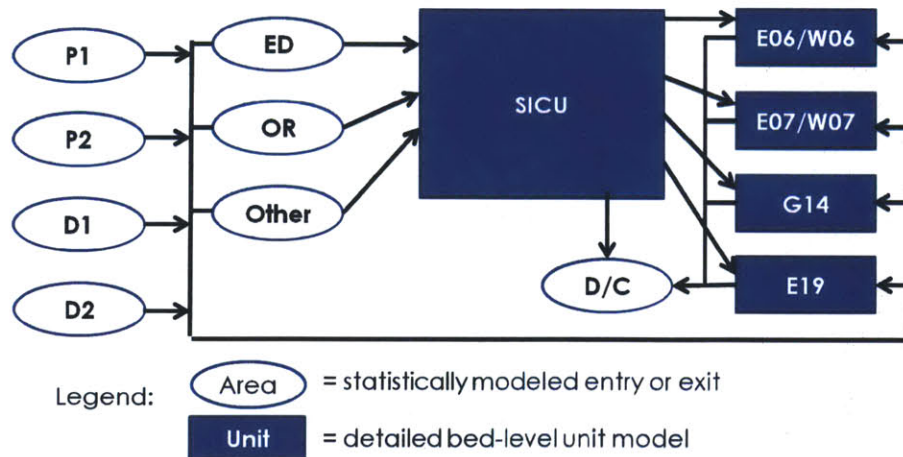 P1
P2
D1
D2
ED
OR
Other
SICU
E06/W06
E07/W07
G14
E19
D/C
Legend:
Area = statistically modeled entry or exit
Unit = detailed bed-level unit model